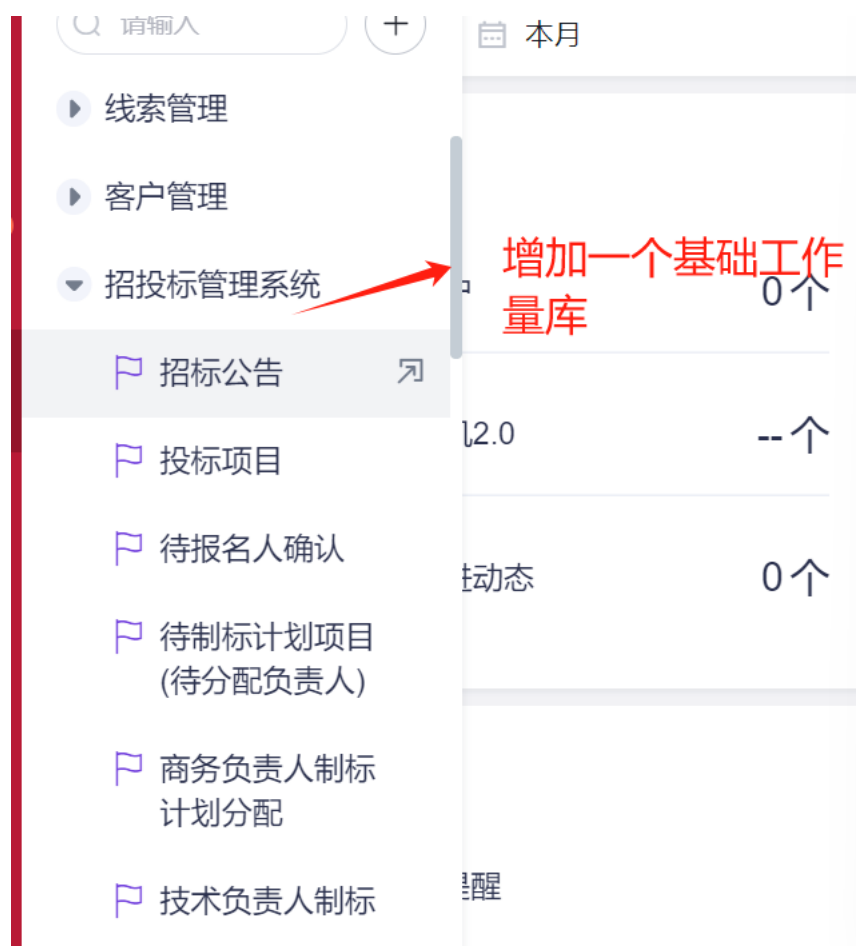 请输入
本月
线索管理
客户管理
招投标管理系统
增加一个基础工作
量库
0个
招标公告
投标项目
2.0
--个
待报名人确认
动态
0个
待制标计划项目
(待分配负责人)
商务负责人制标
计划分配
技术负责人制标
醒